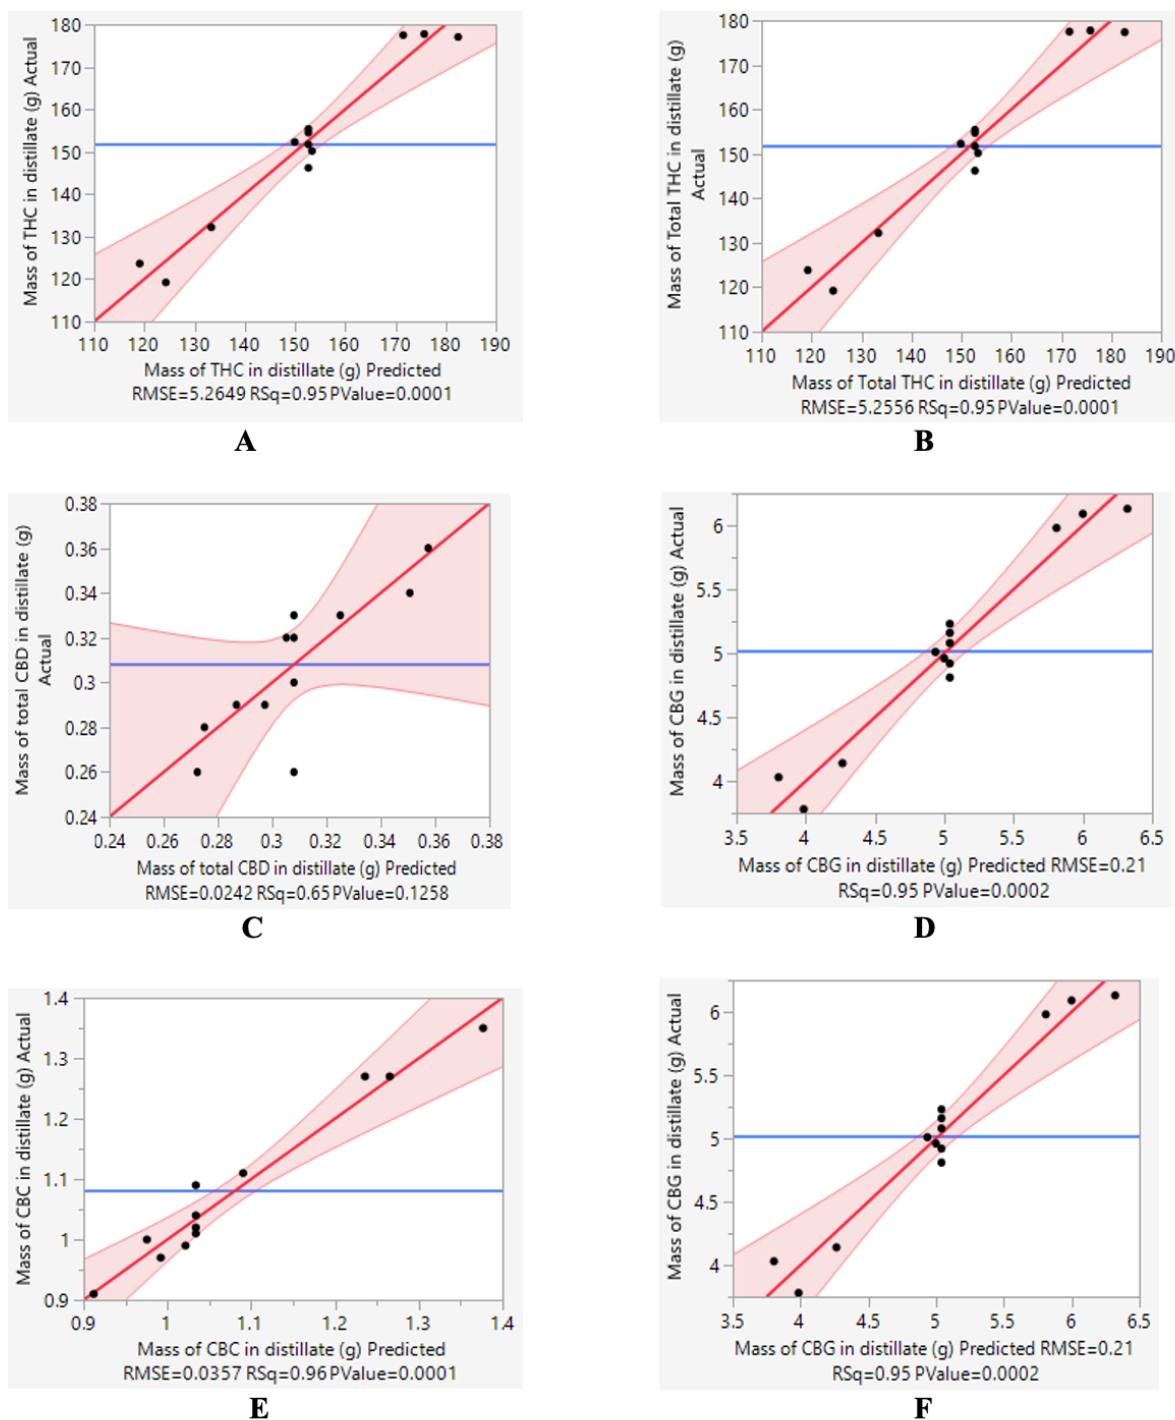 Mass of THC in distillate (g) Actual
180
170
160
150
140
130
120
110
110 120 130 140 150 160 170 180 190
Mass of THC in distillate (g) Predicted
RMSE=5.2649 RSq=0.95 PValue=0.0001
A
Mass of Total THC in distillate (g)
Actual
180
170
160
150
140
130
120
110
110 120 130 140 150 160 170 180 190
Mass of Total THC in distillate (g) Predicted
RMSE=5.2556 RSq=0.95 PValue=0.0001
B
Mass of total CBD in distillate (g)
Actual
0.38
0.36
0.34
0.32
0.3
0.28
0.26
0.24
0.24 0.26 0.28 0.3 0.32 0.34 0.36 0.38
Mass of total CBD in distillate (g) Predicted
RMSE=0.0242 RSq=0.65 PValue=0.1258
C
Mass of CBG in distillate (g) Actual
6
5.5
5
4.5
4
3.5 4 4.5 5 5.5 6 6.5
Mass of CBG in distillate (g) Predicted RMSE=0.21
RSq=0.95 PValue=0.0002
D
Mass of CBC in distillate (g) Actual
1.4
1.3
1.2
1.1
1
0.9
0.9 1 1.1 1.2 1.3 1.4
Mass of CBC in distillate (g) Predicted
RMSE=0.0357 RSq=0.96 PValue=0.0001
E
Mass of CBG in distillate (g) Actual
6
5.5
5
4.5
4
3.5 4 4.5 5 5.5 6 6.5
Mass of CBG in distillate (g) Predicted RMSE=0.21
RSq=0.95 PValue=0.0002
F